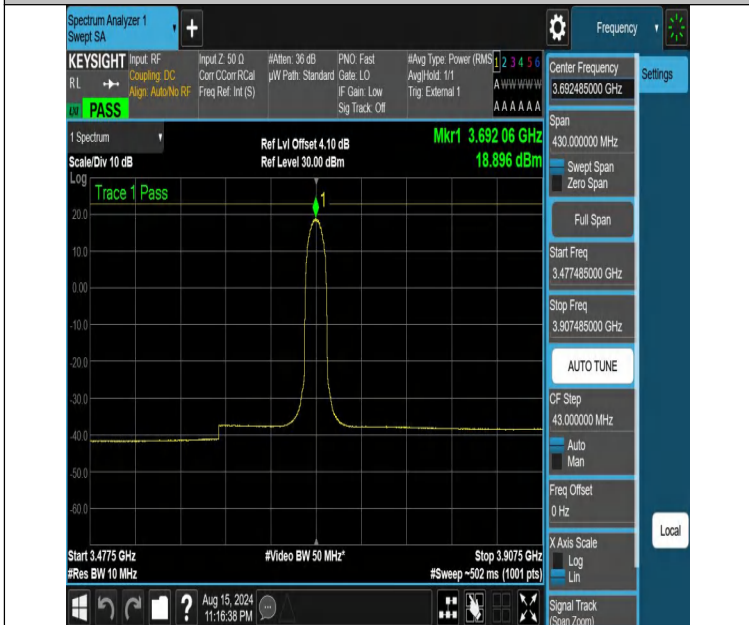 Spectrum Analyzer 1
Swept SA
+
Frequency
KEYSIGHT
RL
PASS
Input: RF
Coupling: DC
Align: Auto/No RF
Input Z: 50 Ω
Corr CCorr RCal
Freq Ref: Int (S)
#Atten: 36 dB
µW Path: Standard
PNO: Fast
Gate: LO
IF Gain: Low
Sig Track: Off
#Avg Type: Power (RMS
Avg|Hold: 1/1
Trig: External 1
1 2 3 4 5 6
A W W W W W
A A A A A A
1 Spectrum
Scale/Div 10 dB
Ref Lvl Offset 4.10 dB
Ref Level 30.00 dBm
Mkr1 3.692 06 GHz
18.896 dBm
Log
Trace 1 Pass
1
20.0
10.0
0.00
-10.0
-20.0
-30.0
-40.0
-50.0
-60.0
Start 3.4775 GHz
#Res BW 10 MHz
#Video BW 50 MHz*
Stop 3.9075 GHz
#Sweep ~502 ms (1001 pts)
Center Frequency
3.692485000 GHz
Settings
Span
430.000000 MHz
Swept Span
Zero Span
Full Span
Start Freq
3.477485000 GHz
Stop Freq
3.907485000 GHz
AUTO TUNE
CF Step
43.000000 MHz
Auto
Man
Freq Offset
0 Hz
X Axis Scale
Log
Lin
Local
Signal Track
(Span Zoom)
?
Aug 15, 2024
11:16:38 PM